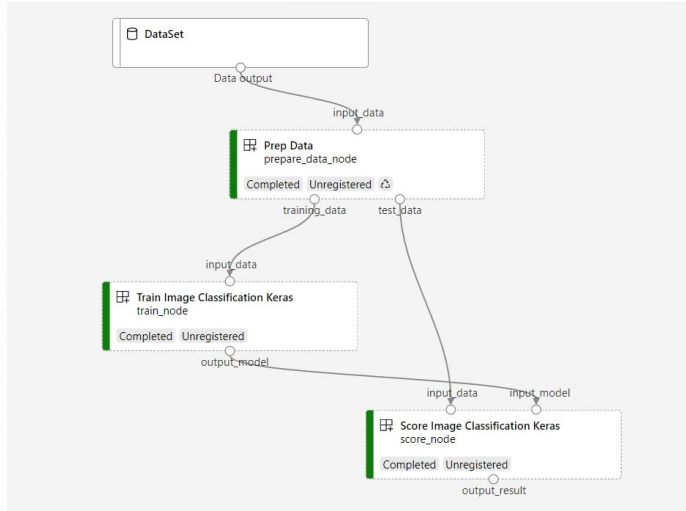 DataSet
Data output
input_data
Prep Data
prepare_data_node
Completed Unregistered
training_data test_data
input_data
Train Image Classification Keras
train_node
Completed Unregistered
output_model
input_data input_model
Score Image Classification Keras
score_node
Completed Unregistered
output_result